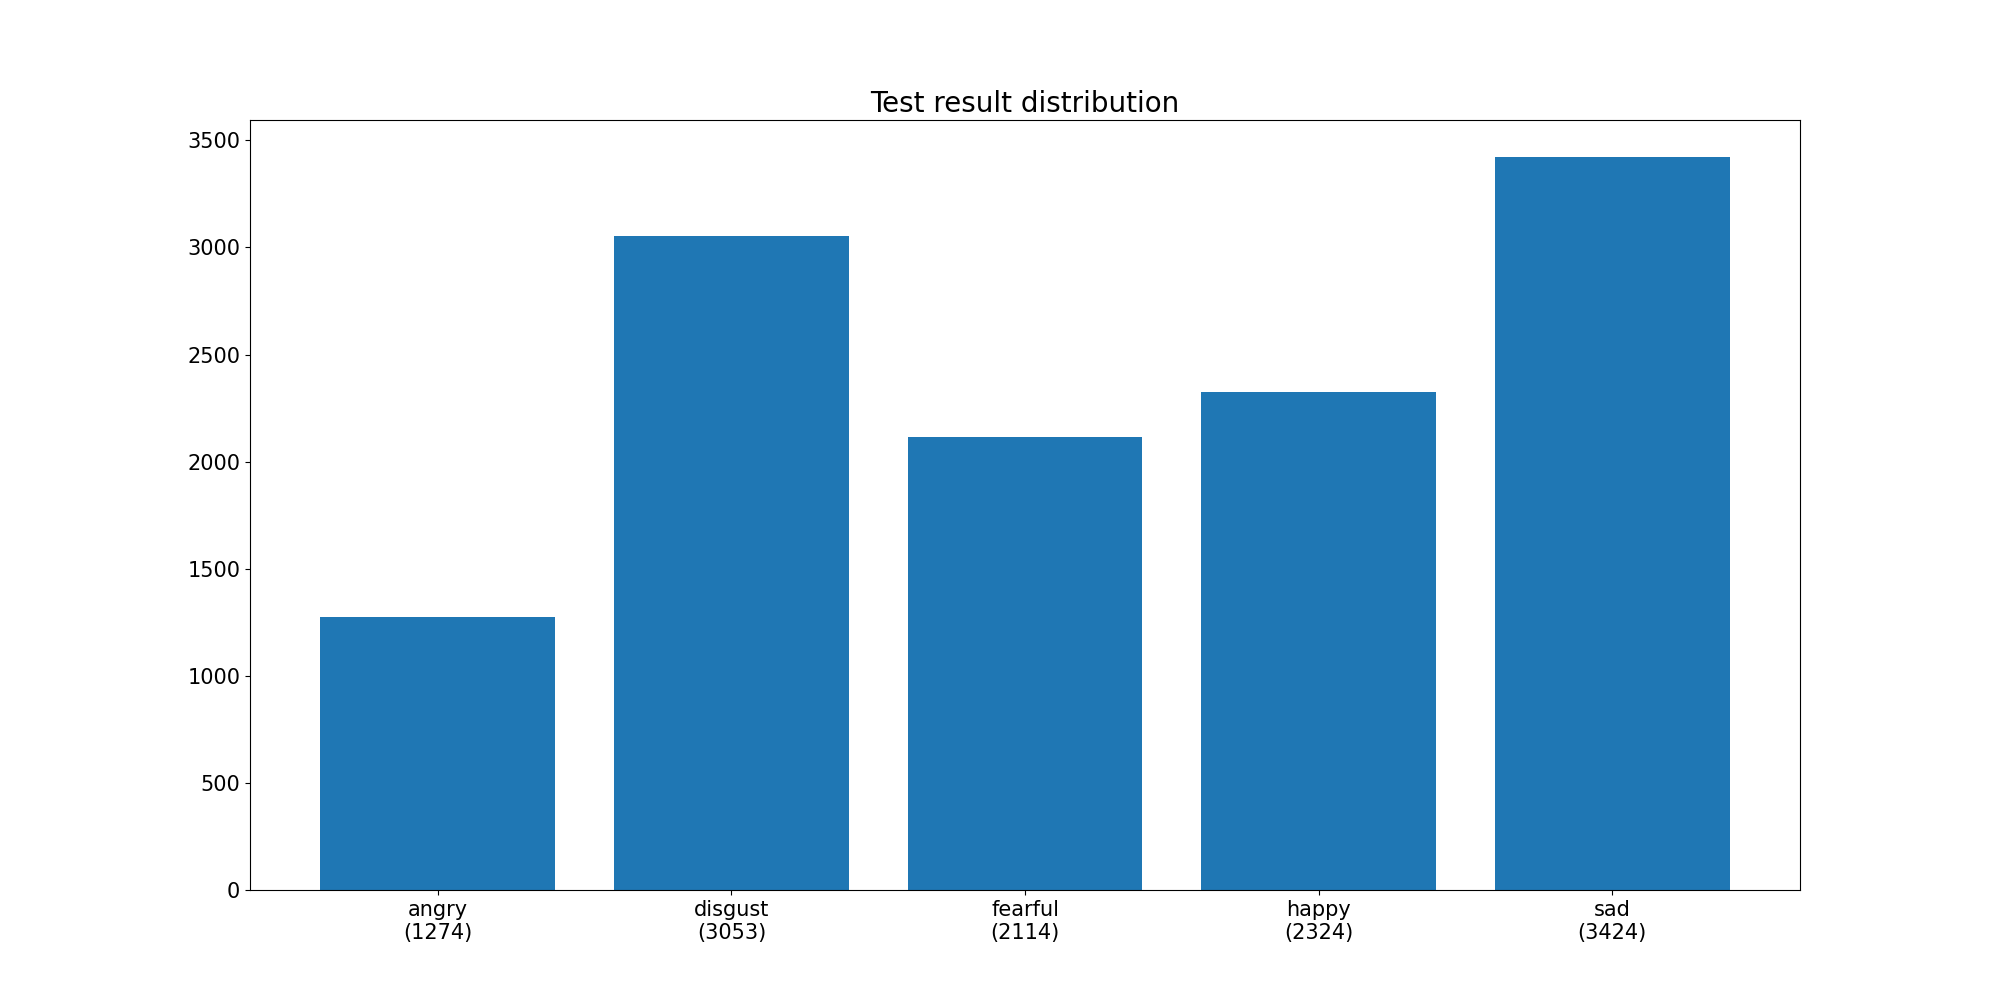 Test result distribution
3500
3000
2500
2000
1500
1000
500
0
angry
(1274)
disgust
(3053)
fearful
(2114)
happy
(2324)
sad
(3424)